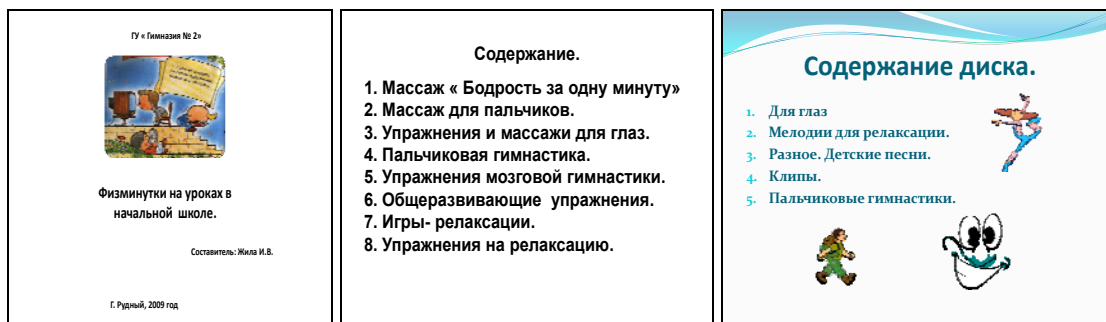 ГУ « Гимназия № 2»
Физминутки на уроках в
начальной школе.
Составитель: Жила И.В.
Г. Рудный, 2009 год
Содержание.
1. Массаж « Бодрость за одну минуту»
2. Массаж для пальчиков.
3. Упражнения и массажи для глаз.
4. Пальчиковая гимнастика.
5. Упражнения мозговой гимнастики.
6. Общеразвивающие упражнения.
7. Игры- релаксации.
8. Упражнения на релаксацию.
Содержание диска.
1. Для глаз
2. Мелодии для релаксации.
3. Разное. Детские песни.
4. Клипы.
5. Пальчиковые гимнастики.